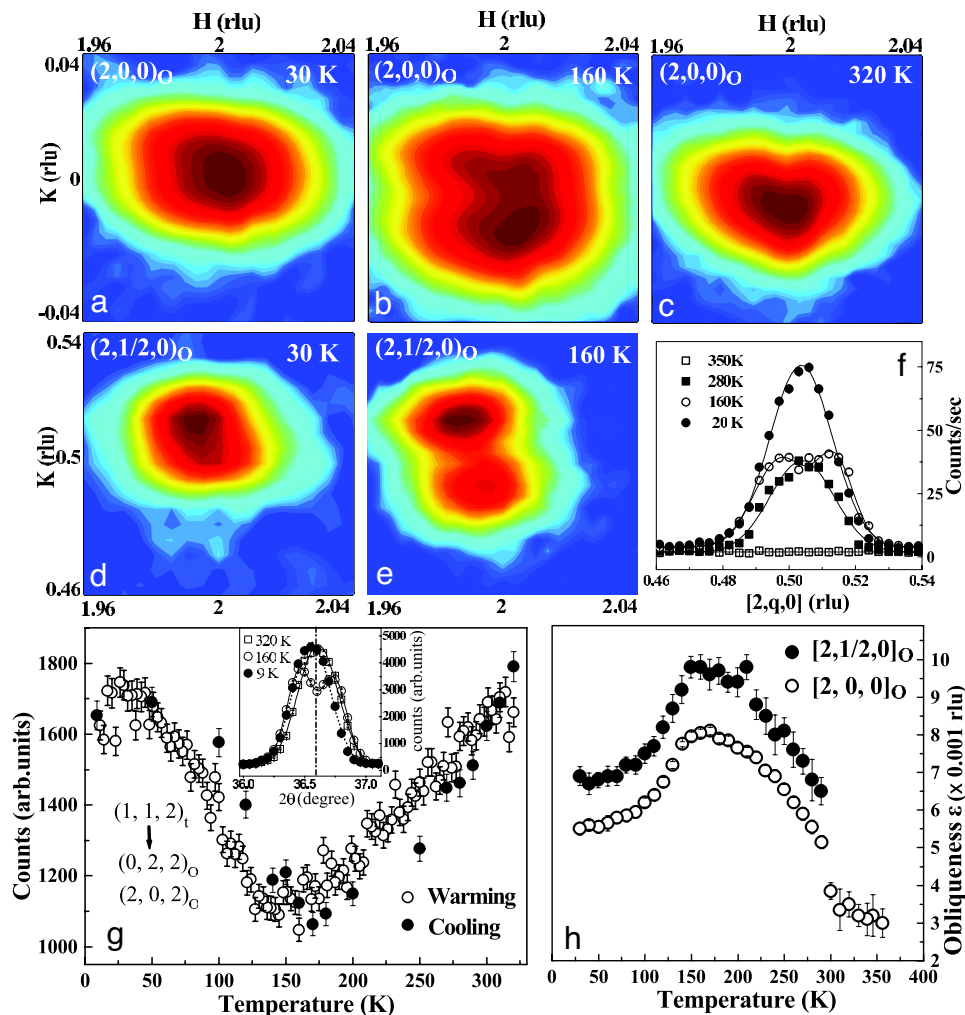 H (rlu)
H (rlu)
H (rlu)
1.96
2
2.04
1.96
2
2.04
1.96
2
2.04
0.04
(2,0,0)O
30 K
(2,0,0)O
160 K
(2,0,0)O
320 K
K (rlu)
0
-0.04
a
b
c
0.54
(2,1/2,0)O
30 K
(2,1/2,0)O
160 K
K (rlu)
0.5
0.46
d
e
1.96
2
2.04
1.96
2
2.04
350K
280K
160K
20 K
f
75
50
25
0
Counts/sec
0.46
0.48
0.50
0.52
0.54
[2,q,0] (rlu)
1800
1700
1600
1500
1400
1300
1200
1100
1000
Counts (arb.units)
320 K
160 K
9 K
5000
4000
3000
2000
1000
0
counts (arb.units)
36.0
36.5
37.0
2Θ (degree)
(1, 1, 2)t
(0, 2, 2)O
(2, 0, 2)O
Warming
Cooling
g
0
50
100
150
200
250
300
Temperature (K)
[2,1/2,0]O
[2, 0, 0]O
10
9
8
7
6
5
4
3
2
Obliqueness ε (x 0.001 rlu)
h
0
50
100
150
200
250
300
350
400
Temperature (K)